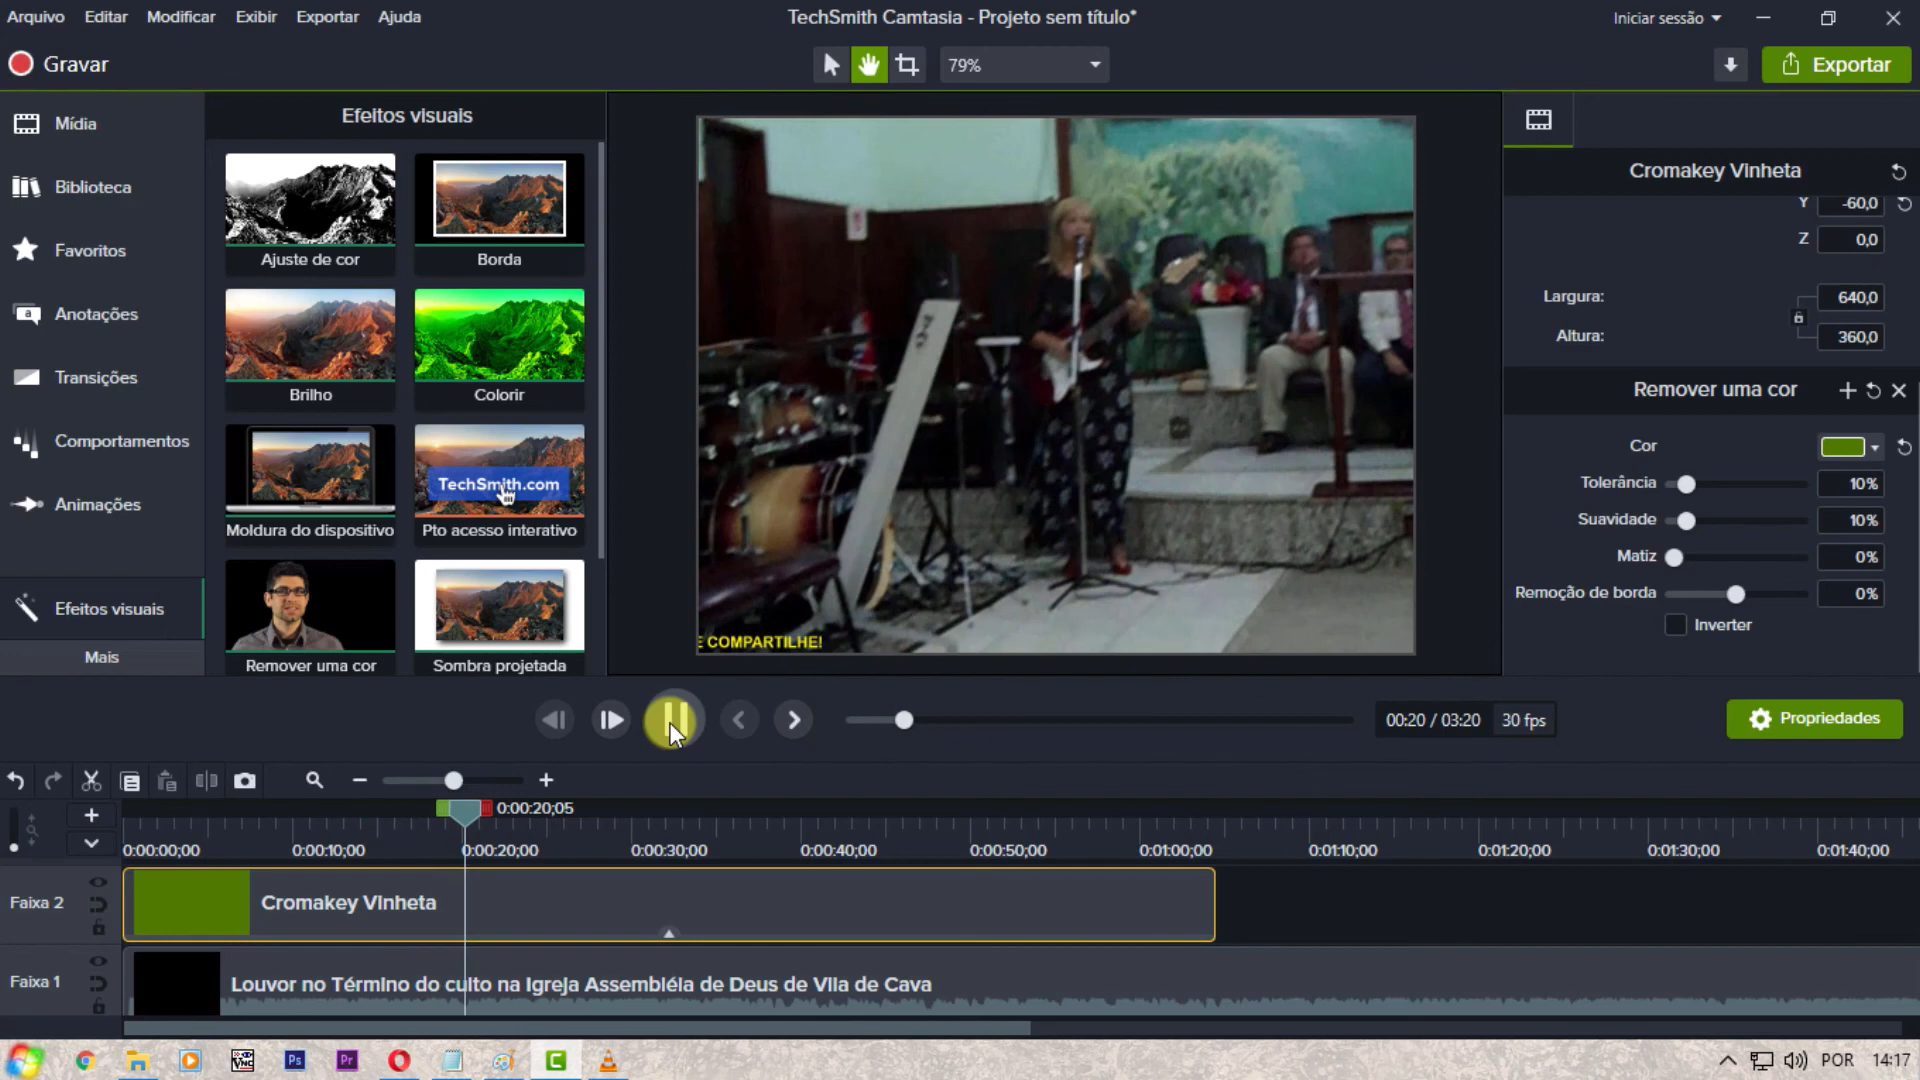 Arquivo Editar Modificar Exibir Exportar Ajuda
TechSmith Camtasia - Projeto sem título*
Iniciar sessão
Gravar
79%
Exportar
Mídia
Biblioteca
Favoritos
Anotações
Transições
Comportamentos
Animações
Efeitos visuais
Mais
Efeitos visuais
Ajuste de cor
Borda
Brilho
Colorir
TechSmith.com
Moldura do dispositivo
Pto acesso interativo
Remover uma cor
Sombra projetada
E COMPARTILHE!
Cromakey Vinheta
Y -60,0
Z 0,0
Largura: 640,0
Altura: 360,0
Remover uma cor
Cor
Tolerância 10%
Suavidade 10%
Matiz 0%
Remoção de borda 0%
Inverter
00:20 / 03:20 30 fps
Propriedades
0:00:20;05
0:00:00;00 0:00:10;00 0:00:20;00 0:00:30;00 0:00:40;00 0:00:50;00 0:01:00;00 0:01:10;00 0:01:20;00 0:01:30;00 0:01:40;00
Faixa 2
Cromakey Vinheta
Faixa 1
Louvor no Término do culto na Igreja Assembléia de Deus de Vila de Cava
POR 14:17